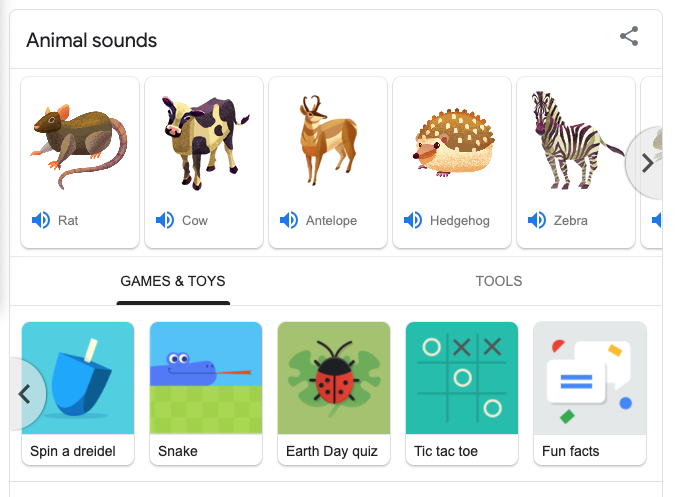 Animal sounds
Rat
Cow
Antelope
Hedgehog
Zebra
GAMES & TOYS
TOOLS
Spin a dreidel
Snake
Earth Day quiz
Tic tac toe
Fun facts